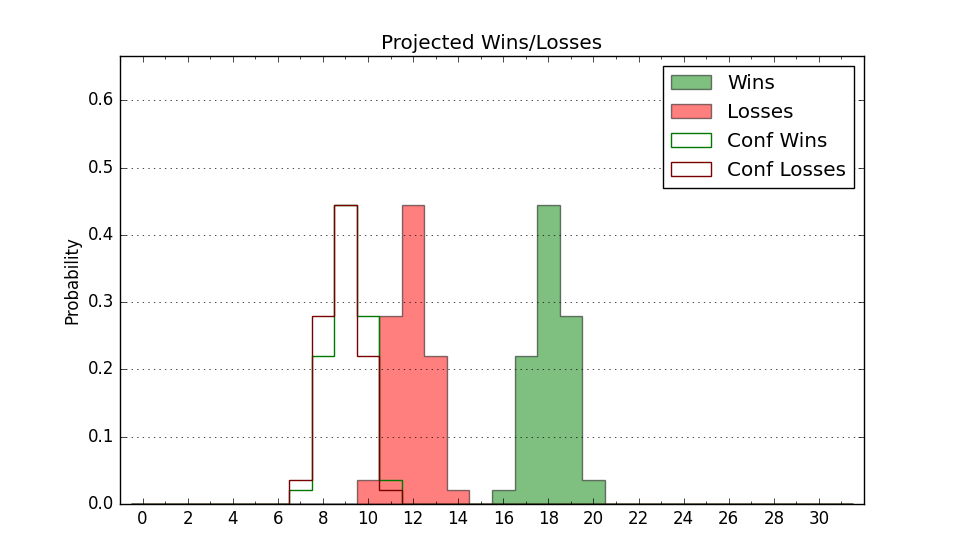 Projected Wins/Losses
Probability
0.6
0.5
0.4
0.3
0.2
0.1
0.0
Wins
Losses
Conf Wins
Conf Losses
0 2 4 6 8 10 12 14 16 18 20 22 24 26 28 30